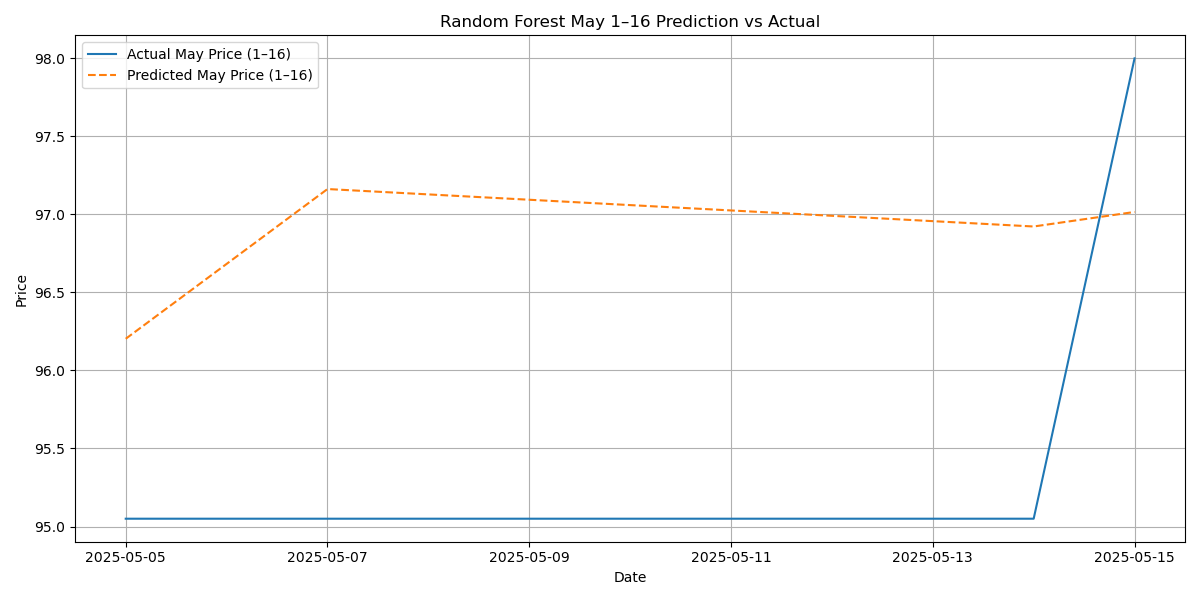 Random Forest May 1–16 Prediction vs Actual
Actual May Price (1–16)
Predicted May Price (1–16)
98.0
97.5
97.0
96.5
96.0
95.5
95.0
Price
2025-05-05
2025-05-07
2025-05-09
2025-05-11
2025-05-13
2025-05-15
Date